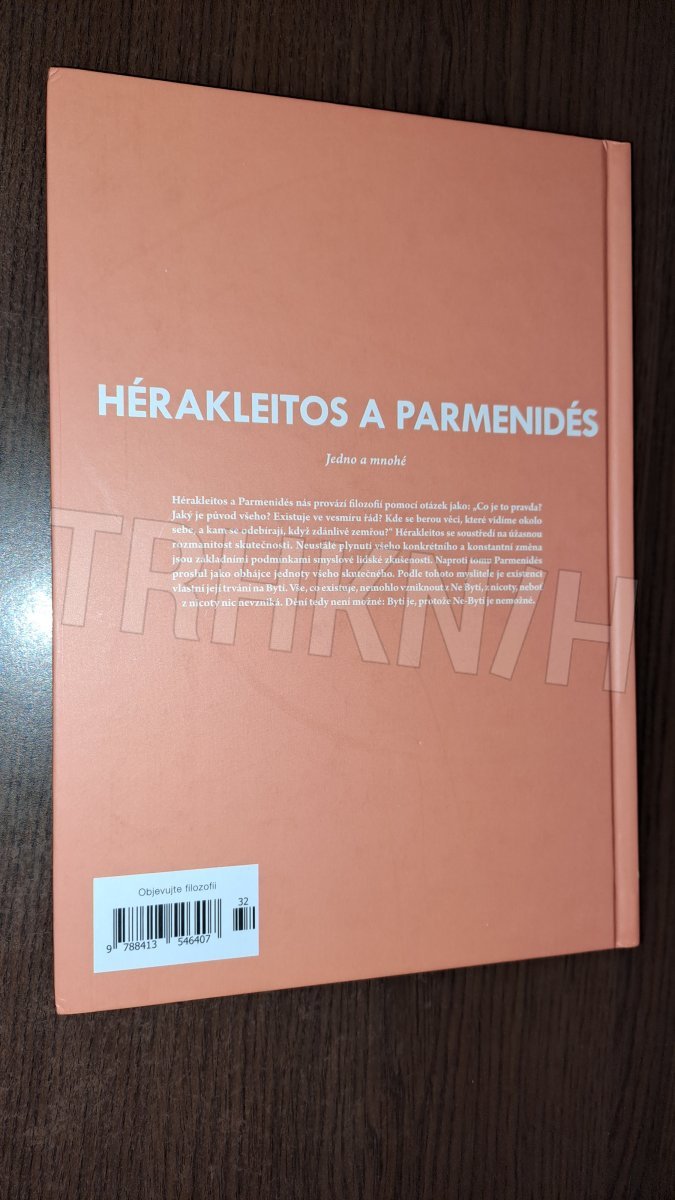 HÉRAKLEITOS A PARMENIDÉS
Jedno a mnohé
Hérakleitos a Parmenidés nás provází filozofií pomocí otázek jako: „Co je to pravda?
Jaký je původ všeho? Existuje ve vesmíru řád? Kde se berou věci, které vidíme okolo
sebe, a kam se odebírají, když zdánlivě zemřou?" Hérakleitos se soustředí na úžasnou
rozmanitost skutečnosti. Neustálé plynutí všeho konkrétního a konstantní změna
jsou základními podmínkami smyslové lidské zkušenosti. Naproti tomu Parmenidés
proslul jako obhájce jednoty všeho skutečného. Podle tohoto myslitele je existenci
vlastní její trvání na Bytí. Vše, co existuje, nemohlo vzniknout z Ne Bytí, z nicoty, neboť
z nicoty nic nevzniká. Dění tedy není možné: Bytí je, protože Ne-Bytí je nemožné.
TRHKNIH
Objevujte filozofii
32
9 788413 546407